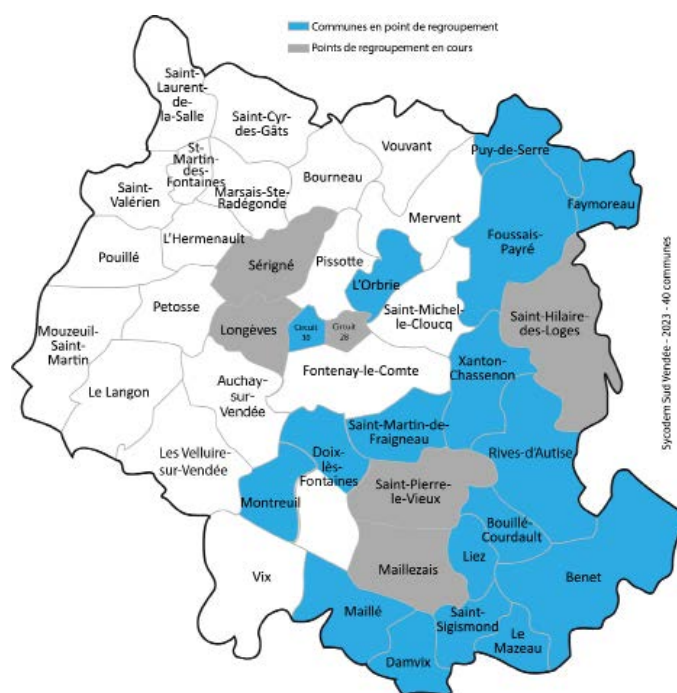 Communes en point de regroupement
Points de regroupement en cours
Saint-
Laurent-
de-
la-Salle
Saint-Cyr-
des-Gâts
St-
Martin-
des-
Fontaines
Saint-
Valérien
Marsais-Ste-
Radégonde
Bourneau
Vouvant
Mervent
Puy-de-Serre
Faymoreau
Foussais-
Payré
Pouillé
L'Hermenault
Sérigné
Pissotte
L'Orbrie
Saint-Michel-
le-Cloucq
Saint-Hilaire-
des-Loges
Mouzeuil-
Saint-
Martin
Petosse
Longèves
Circuit
10
Circuit
28
Xanton-
Chassenon
Le Langon
Auchay-
sur-
Vendée
Fontenay-le-Comte
Les Velluire-
sur-Vendée
Doix-
lès-
Fontaines
Saint-Martin-de-
Fraigneau
Rives-d'Autise
Montreuil
Saint-Pierre-
le-Vieux
Bouillé-
Courdault
Vix
Maillezais
Liez
Benet
Maillé
Saint-
Sigismond
Le
Mazeau
Damvix
Sycodem Sud Vendée - 2023 - 40 communes